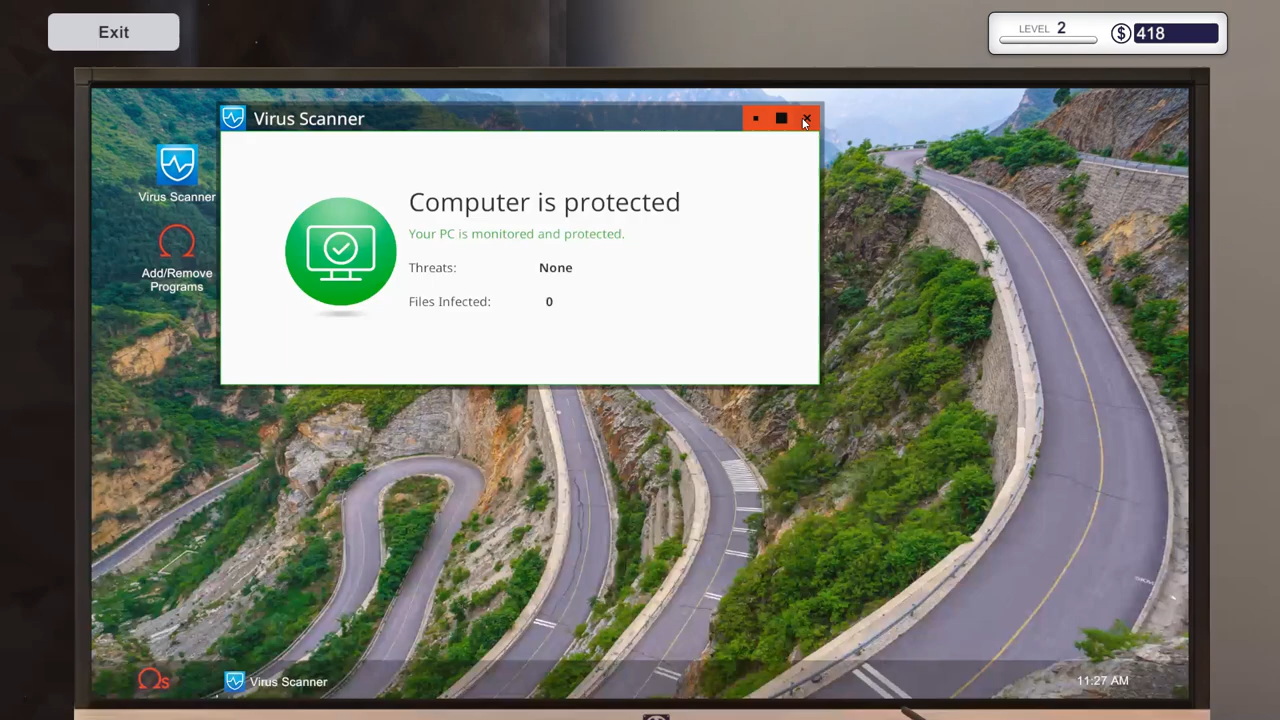 Exit
LEVEL 2
$ 418
Virus Scanner
Virus Scanner
Computer is protected
Your PC is monitored and protected.
Threats: None
Files Infected: 0
Add/Remove
Programs
Ωs
Virus Scanner
11:27 AM